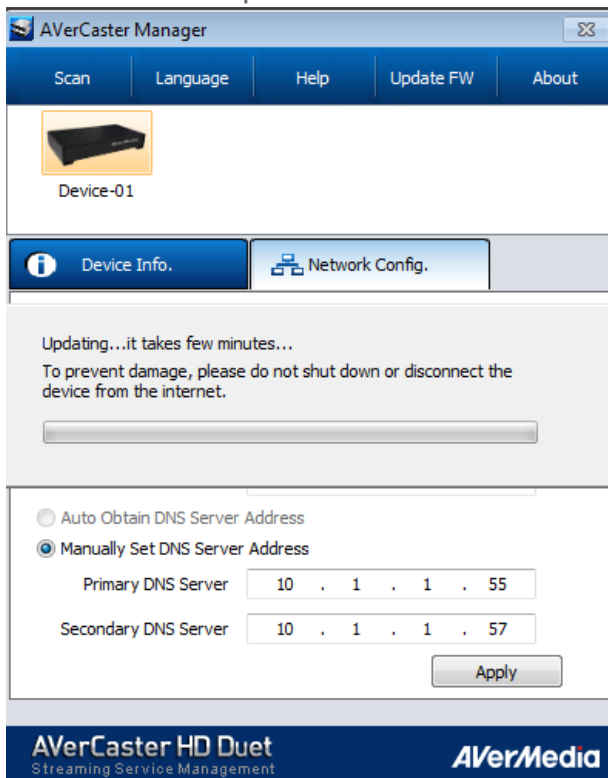 AVerCaster Manager
Scan Language Help Update FW About
Device-01
Device Info. Network Config.
Updating...it takes few minutes...
To prevent damage, please do not shut down or disconnect the
device from the internet.
Auto Obtain DNS Server Address
Manually Set DNS Server Address
Primary DNS Server 10 . 1 . 1 . 55
Secondary DNS Server 10 . 1 . 1 . 57
Apply
AVerCaster HD Duet
Streaming Service Management
AVerMedia